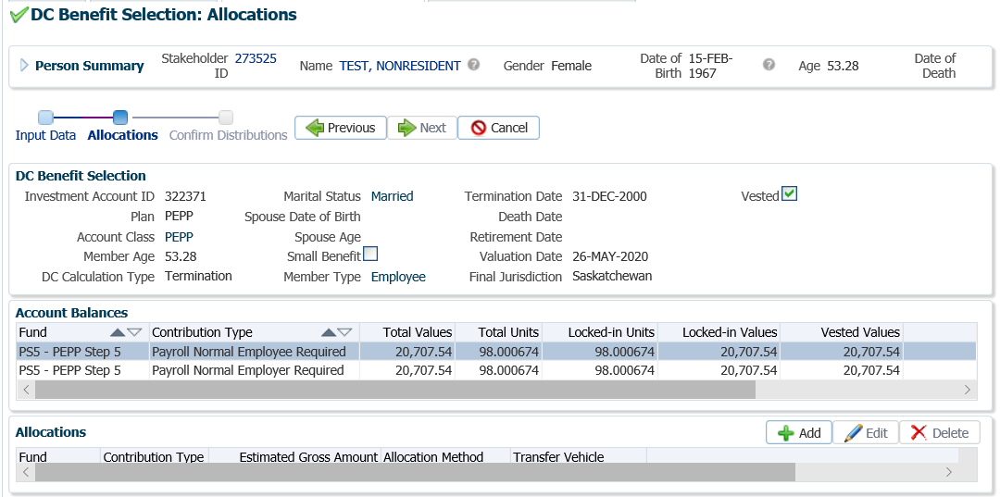 DC Benefit Selection: Allocations
Person Summary Stakeholder ID 273525 Name TEST, NONRESIDENT Gender Female Date of Birth 15-FEB-1967 Age 53.28 Date of Death
Input Data Allocations Confirm Distributions Previous Next Cancel
DC Benefit Selection
Investment Account ID 322371 Marital Status Married Termination Date 31-DEC-2000 Vested
Plan PEPP Spouse Date of Birth Death Date
Account Class PEPP Spouse Age Retirement Date
Member Age 53.28 Small Benefit Valuation Date 26-MAY-2020
DC Calculation Type Termination Member Type Employee Final Jurisdiction Saskatchewan
Account Balances
Fund Contribution Type Total Values Total Units Locked-in Units Locked-in Values Vested Values
PS5 - PEPP Step 5 Payroll Normal Employee Required 20,707.54 98.000674 98.000674 20,707.54 20,707.54
PS5 - PEPP Step 5 Payroll Normal Employer Required 20,707.54 98.000674 98.000674 20,707.54 20,707.54
Allocations Add Edit Delete
Fund Contribution Type Estimated Gross Amount Allocation Method Transfer Vehicle